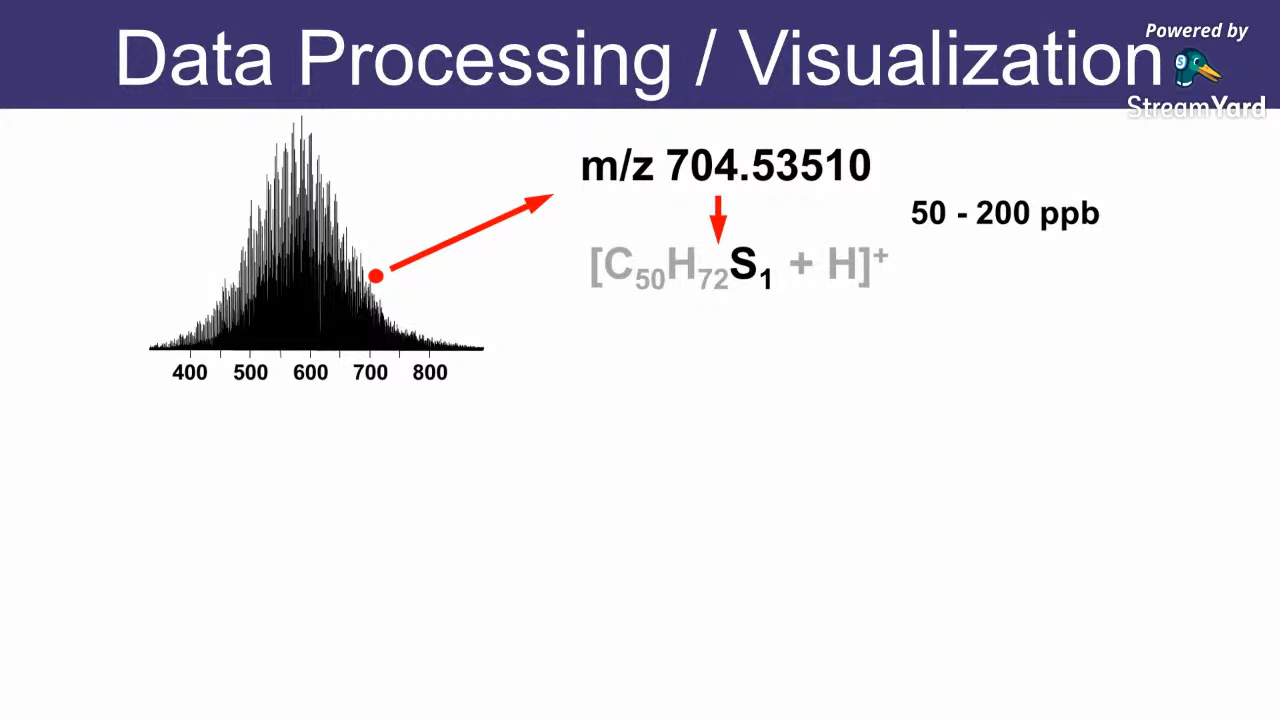 Data Processing / Visualization
Powered by
StreamYard
m/z 704.53510
50 - 200 ppb
[C50H72S1 + H]+
400 500 600 700 800